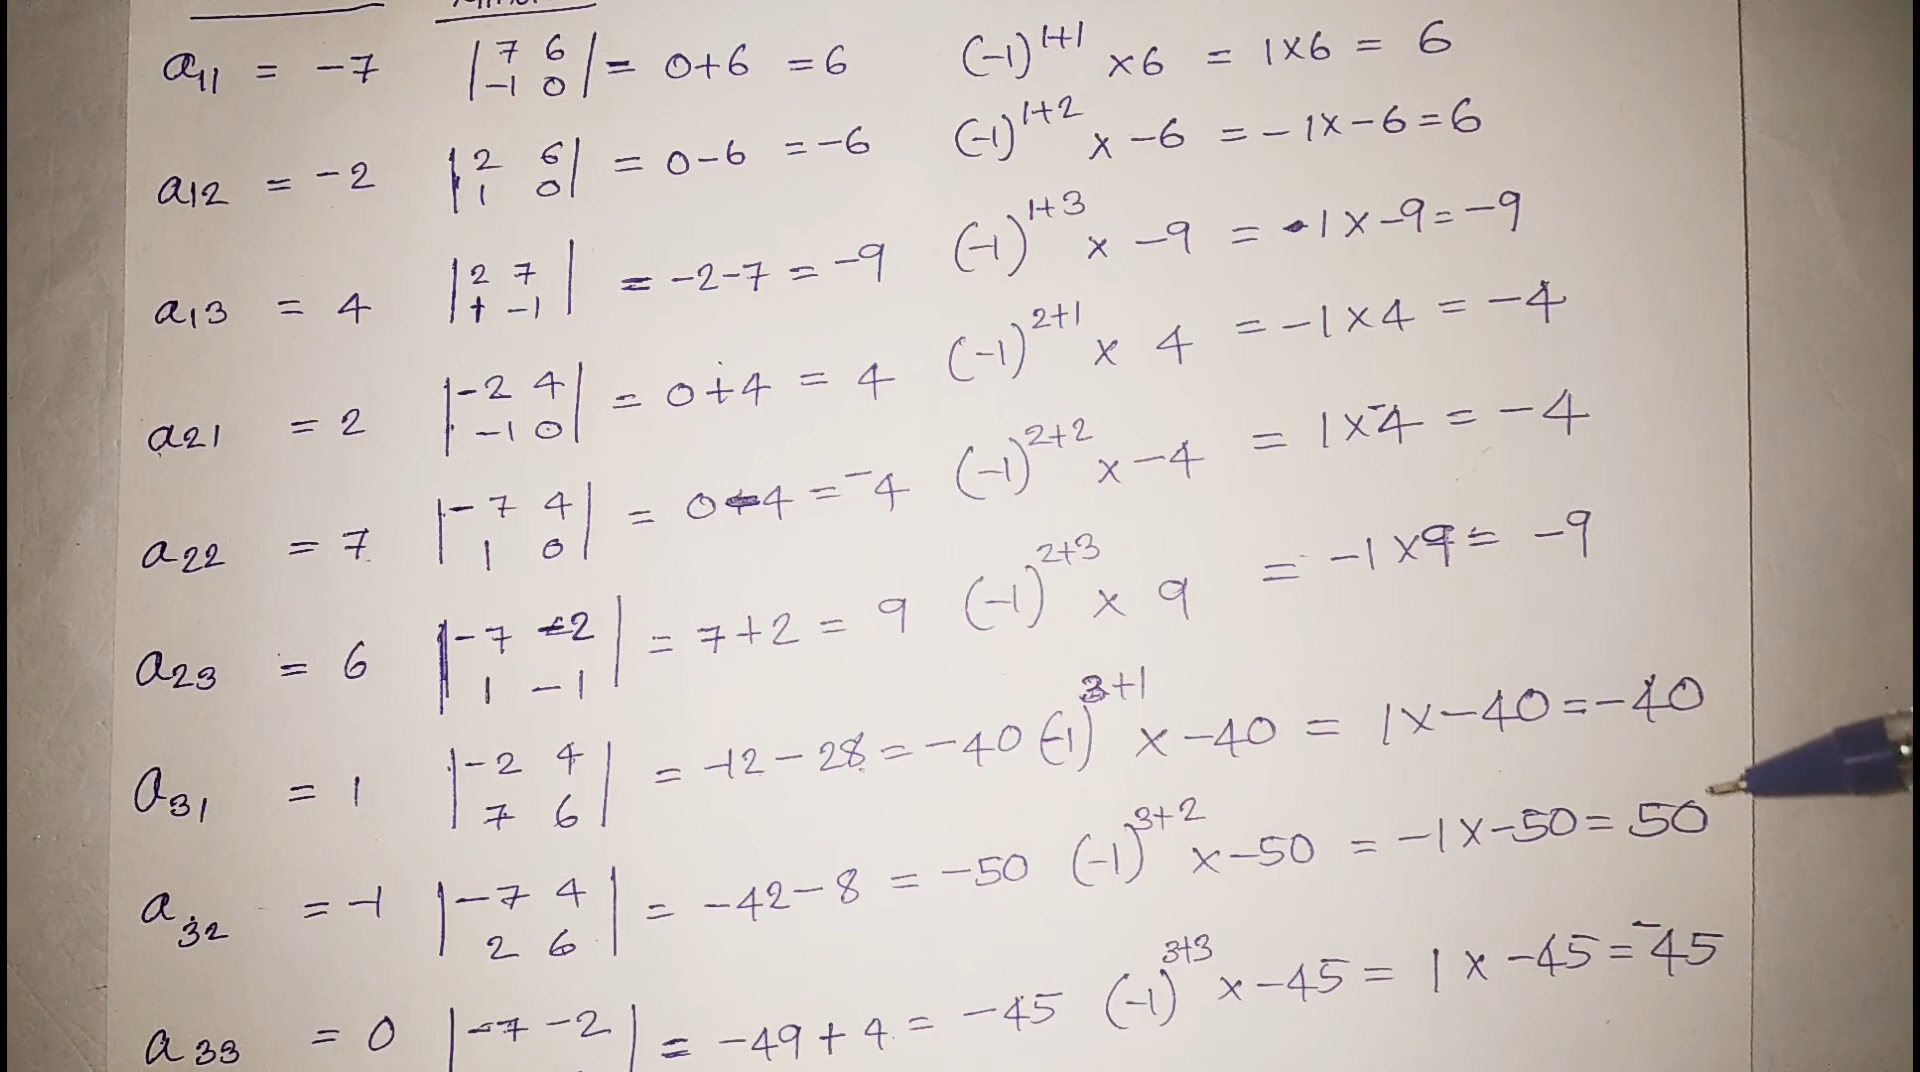 a11 = -7 |7 6| = 0+6 = 6 (-1)^1+1 ×6 = 1×6 = 6
|-1 0|
a12 = -2 |2 6| = 0-6 = -6 (-1)^1+2 × -6 = -1×-6=6
|1 0|
a13 = 4 |2 7| = -2-7 = -9 (-1)^1+3 × -9 = 1×-9=-9
|1 -1|
a21 = 2 |-2 4| = 0+4 = 4 (-1)^2+1 × 4 = -1×4 = -4
|-1 0|
a22 = 7 |-7 4| = 0-4 = -4 (-1)^2+2 ×-4 = 1×-4 = -4
|1 0|
a23 = 6 |-7 -2| = 7+2 = 9 (-1)^2+3 × 9 = -1×9= -9
|1 -1|
a31 = 1 |-2 4| = -12-28 = -40 (-1)^3+1 ×-40 = 1×-40=-40
|7 6|
a32 = -1 |-7 4| = -42-8 = -50 (-1)^3+2 ×-50 = -1×-50= 50
|2 6|
a33 = 0 |-7 -2| = -49+4 = -45 (-1)^3+3 ×-45 = 1×-45=-45